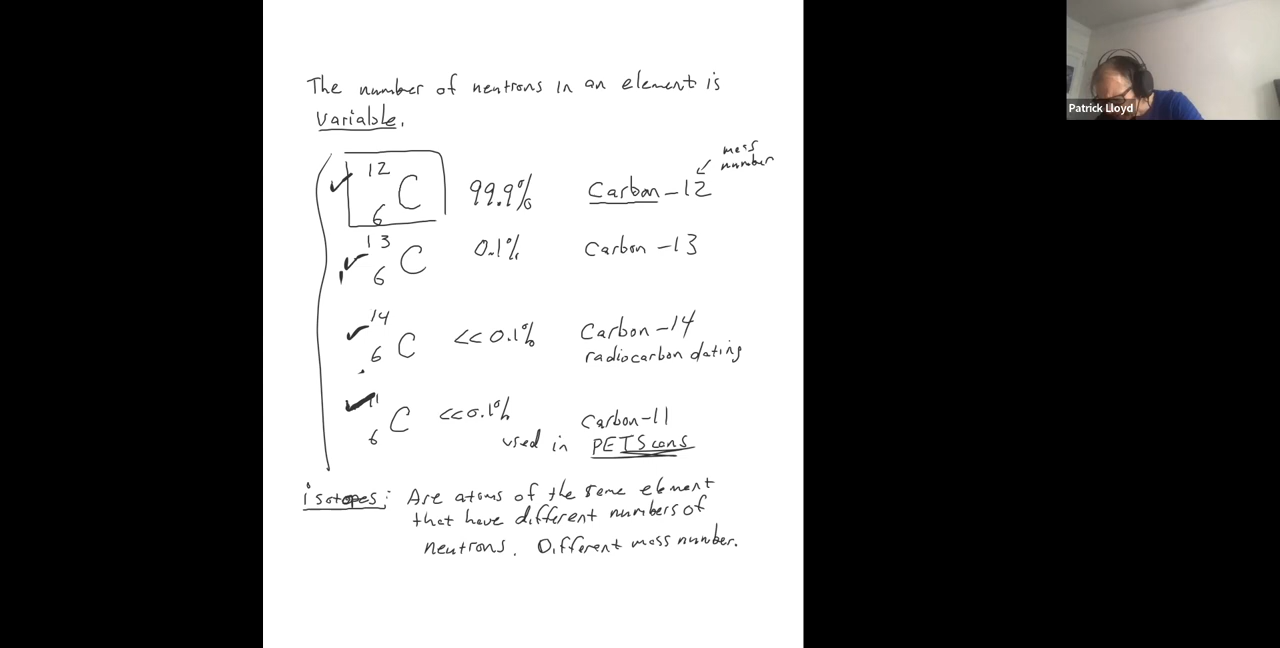 The number of neutrons in an element is
variable.
mass
number
12
6 C 99.9% Carbon-12
13
6 C 0.1% Carbon-13
14
6 C <<0.1% Carbon-14
radiocarbon dating
11
6 C <<0.1% Carbon-11
used in PET Scans
isotopes: Are atoms of the same element
that have different numbers of
neutrons. Different mass number.
Patrick Lloyd